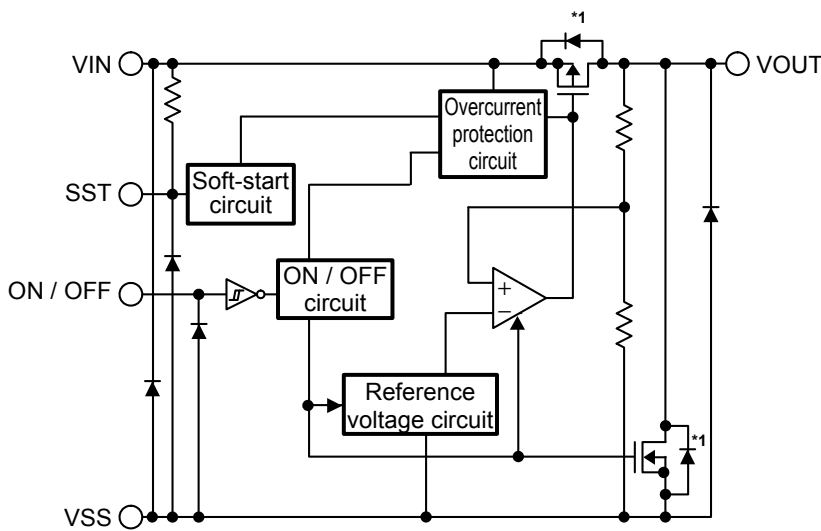 *1
VIN
VOUT
Overcurrent
protection
circuit
SST
Soft-start
circuit
ON / OFF
ON / OFF
circuit
+
−
Reference
voltage circuit
*1
VSS